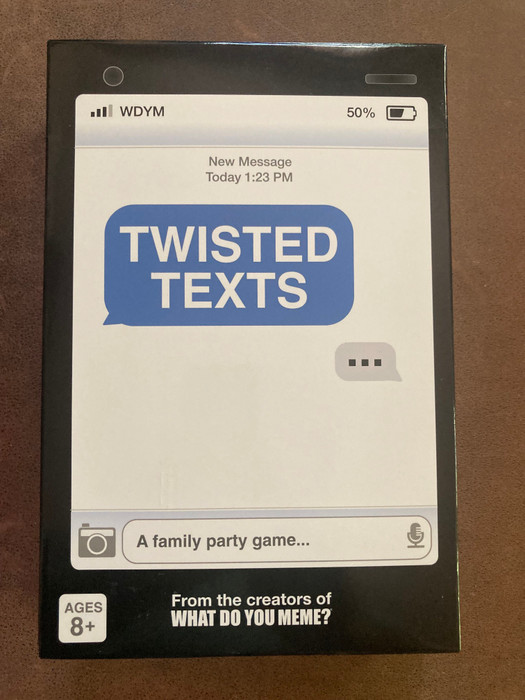 WDYM 50%
New Message
Today 1:23 PM
TWISTED
TEXTS
A family party game...
AGES
8+
From the creators of
WHAT DO YOU MEME?